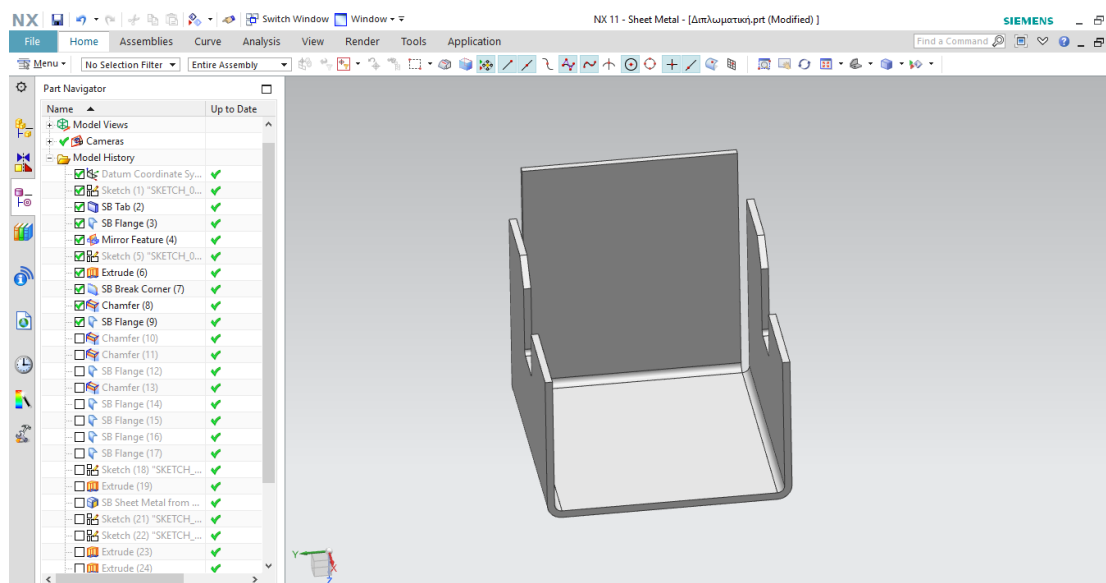 NX Switch Window Window NX 11 - Sheet Metal - [Διπλωματική.prt (Modified) ] SIEMENS
File Home Assemblies Curve Analysis View Render Tools Application Find a Command
Menu No Selection Filter Entire Assembly
Part Navigator
Name Up to Date
Model Views
Cameras
Model History
Datum Coordinate Sy...
Sketch (1) "SKETCH_0...
SB Tab (2)
SB Flange (3)
Mirror Feature (4)
Sketch (5) "SKETCH_0...
Extrude (6)
SB Break Corner (7)
Chamfer (8)
SB Flange (9)
Chamfer (10)
Chamfer (11)
SB Flange (12)
Chamfer (13)
SB Flange (14)
SB Flange (15)
SB Flange (16)
SB Flange (17)
Sketch (18) "SKETCH_...
Extrude (19)
SB Sheet Metal from ...
Sketch (21) "SKETCH_...
Sketch (22) "SKETCH_...
Extrude (23)
Extrude (24)
Y
X
Z